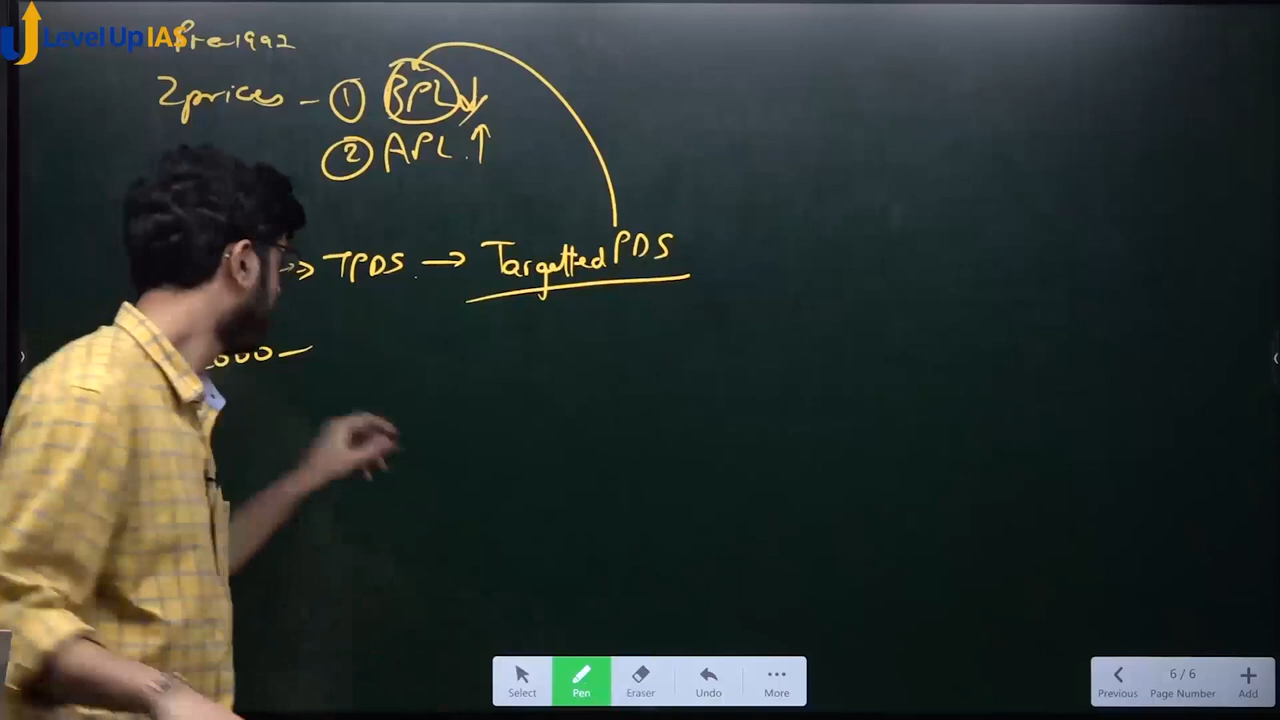 Level Up IAS
Pre 1992
2 prices - ① BPL ↓
② APL ↑
→ TPDS → Targetted PDS
000 -
Select Pen Eraser Undo More
Previous 6 / 6 Page Number Add